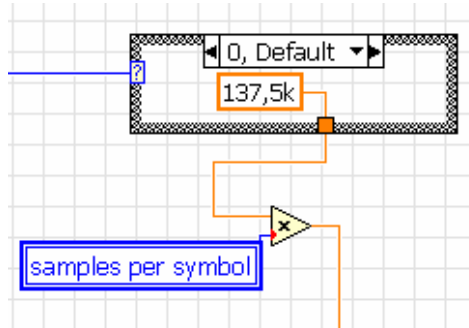 0, Default
?
137,5k
x
samples per symbol